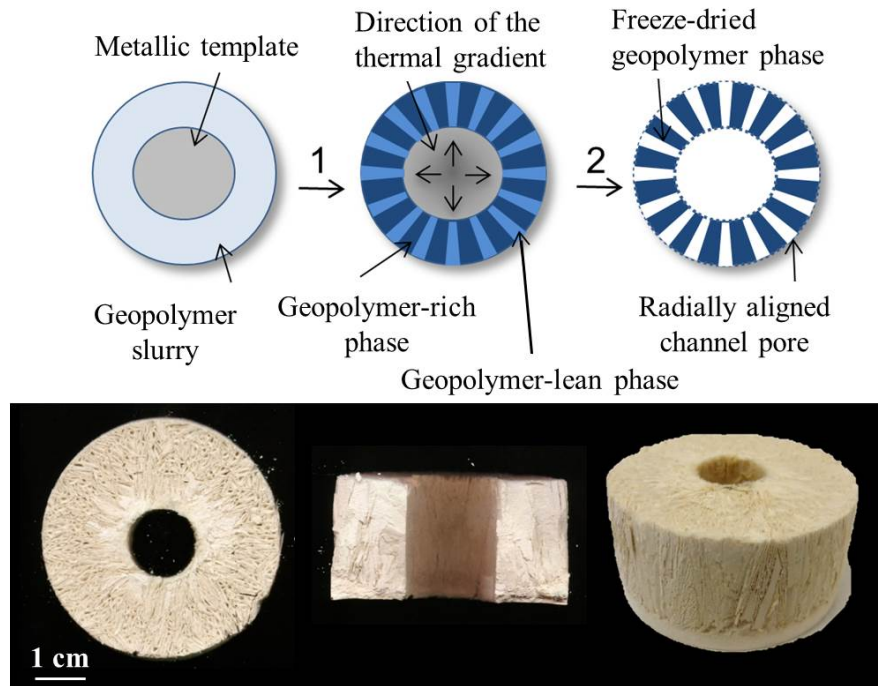 Metallic template
Direction of the
thermal gradient
Freeze-dried
geopolymer phase
1
2
Geopolymer
slurry
Geopolymer-rich
phase
Geopolymer-lean phase
Radially aligned
channel pore
1 cm